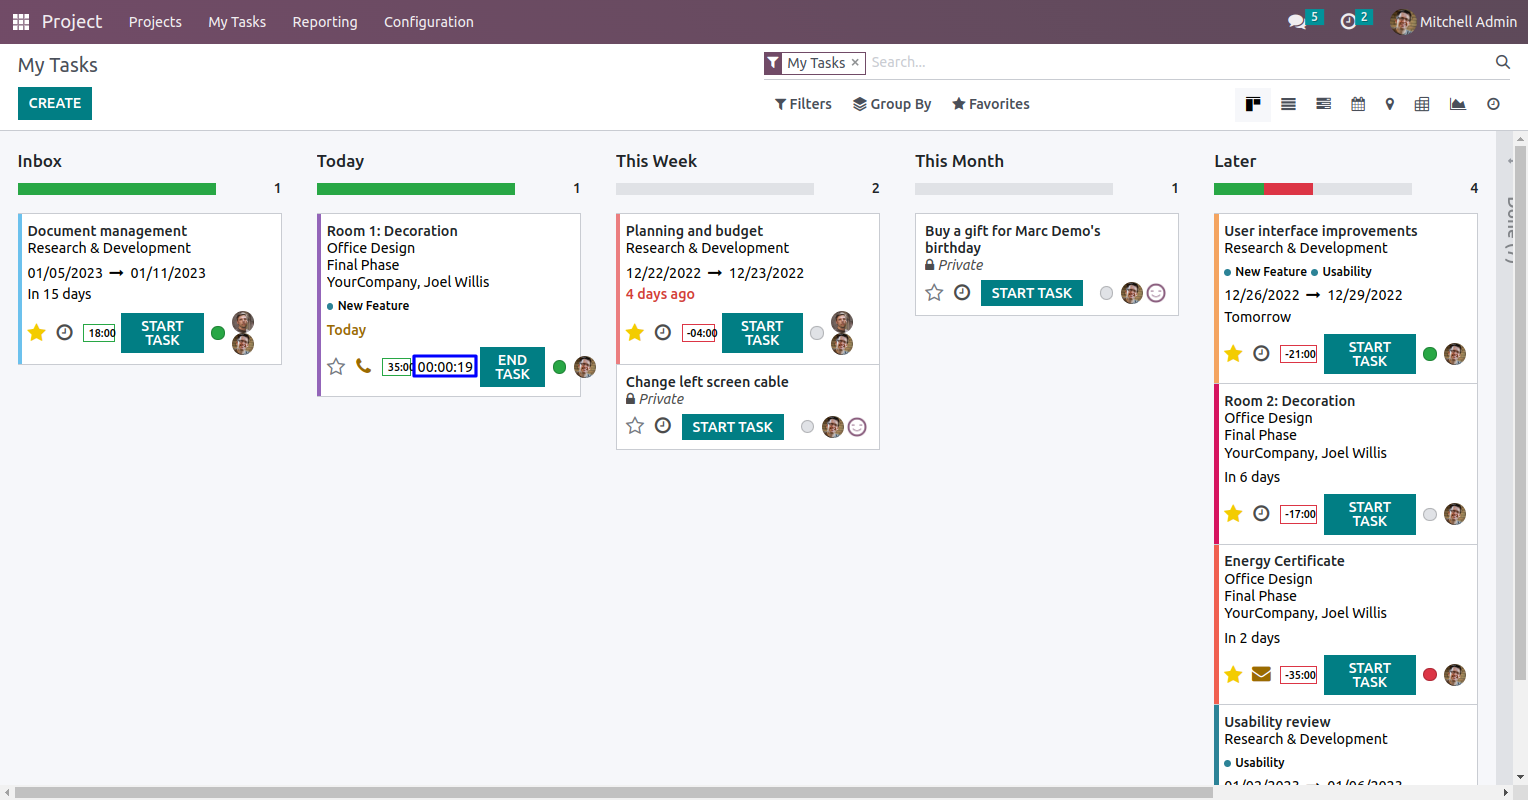 Project
Projects
My Tasks
Reporting
Configuration
5
2
Mitchell Admin
My Tasks
My Tasks ×
Search...
CREATE
Filters
Group By
Favorites
Inbox
1
Document management
Research & Development
01/05/2023 → 01/11/2023
In 15 days
18:00
START
TASK
Today
1
Room 1: Decoration
Office Design
Final Phase
YourCompany, Joel Willis
New Feature
Today
35:00
00:00:19
END
TASK
This Week
2
Planning and budget
Research & Development
12/22/2022 → 12/23/2022
4 days ago
-04:00
START
TASK
Change left screen cable
Private
START TASK
This Month
1
Buy a gift for Marc Demo's
birthday
Private
START TASK
Later
4
User interface improvements
Research & Development
New Feature Usability
12/26/2022 → 12/29/2022
Tomorrow
-21:00
START
TASK
Room 2: Decoration
Office Design
Final Phase
YourCompany, Joel Willis
In 6 days
-17:00
START
TASK
Energy Certificate
Office Design
Final Phase
YourCompany, Joel Willis
In 2 days
-35:00
START
TASK
Usability review
Research & Development
Usability
01/02/2023 → 01/06/2023